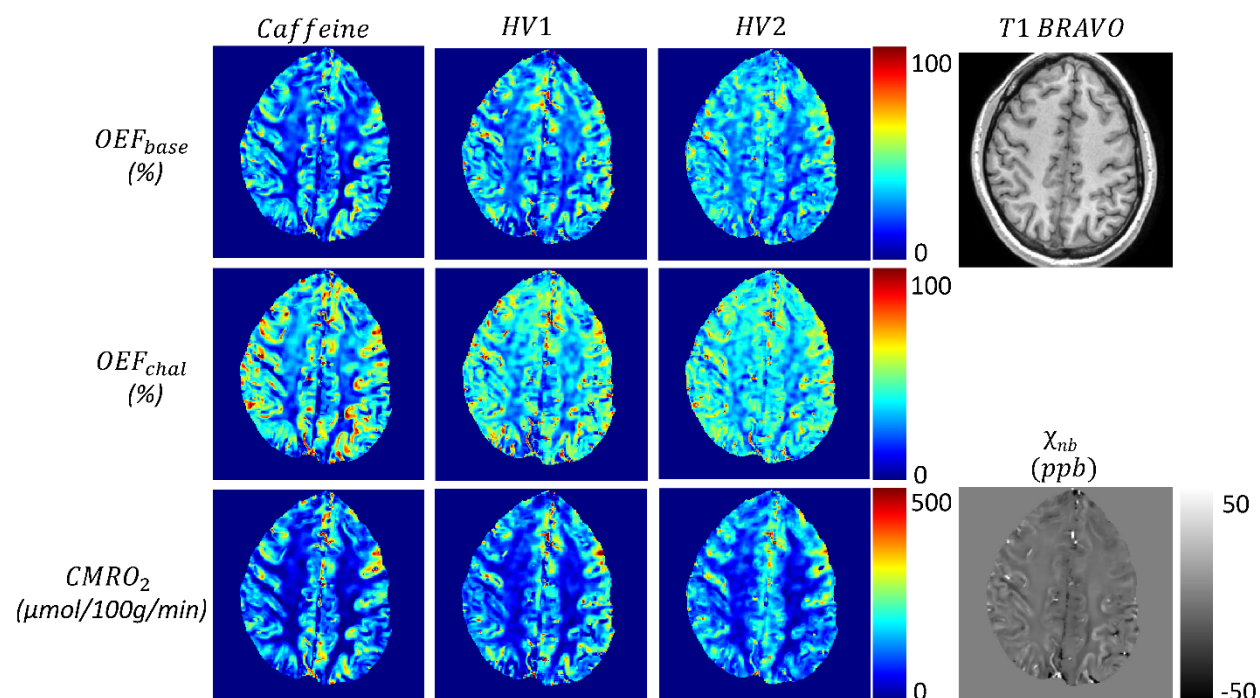 Caffeine HV1 HV2 T1 BRAVO
100
OEF_base
(%)
0
100
OEF_chal
(%)
0
χ_nb
(ppb)
500
50
CMRO₂
(μmol/100g/min)
0
-50